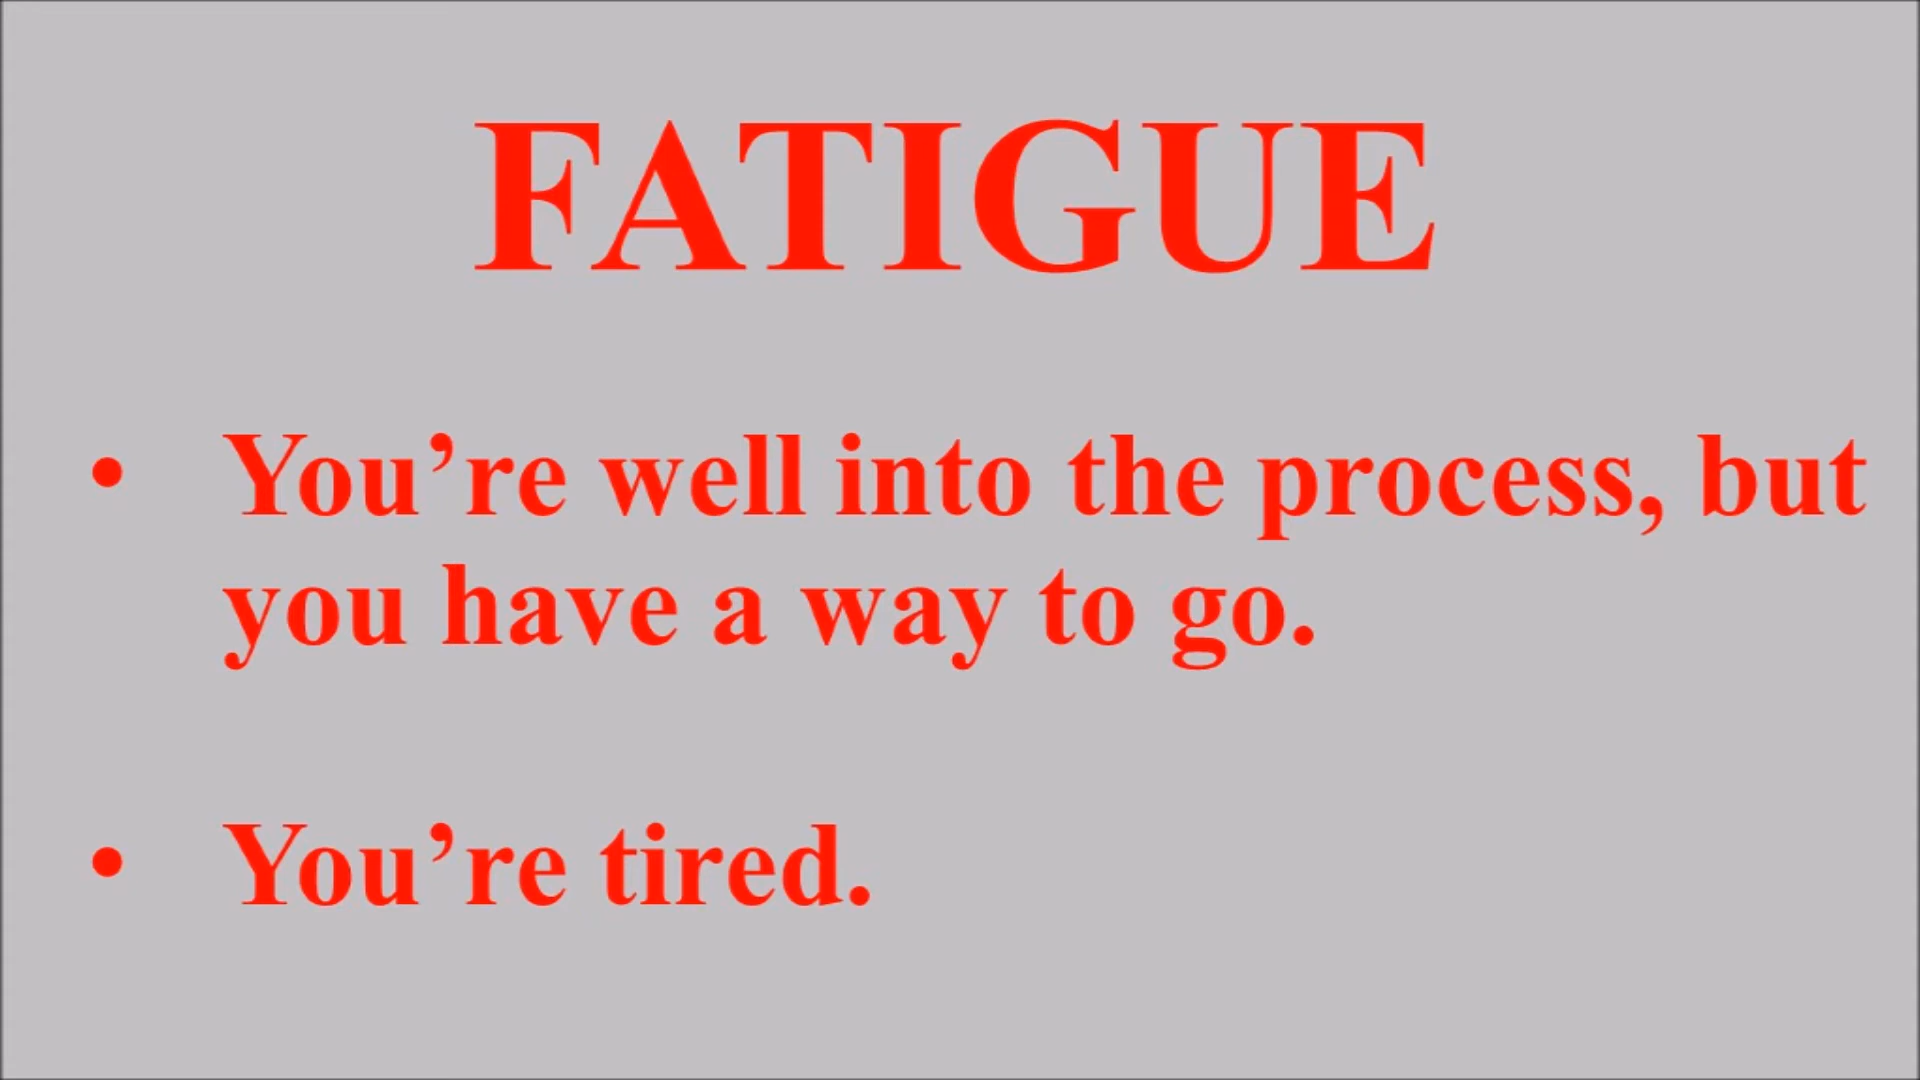 FATIGUE
• You’re well into the process, but
you have a way to go.
• You’re tired.